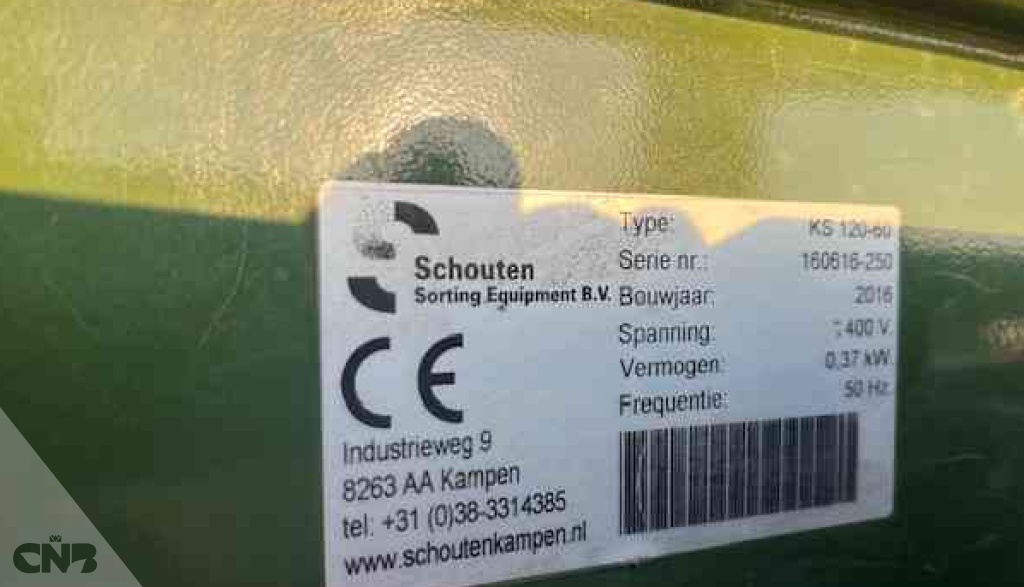 Schouten
Sorting Equipment B.V.
CE
Industrieweg 9
8263 AA Kampen
tel: +31 (0)38-3314385
www.schoutenkampen.nl
Type: KS 120-60
Serie nr.: 160616-250
Bouwjaar: 2016
Spanning: 400 V
Vermogen: 0,37 kW
Frequentie: 50 Hz
CNB